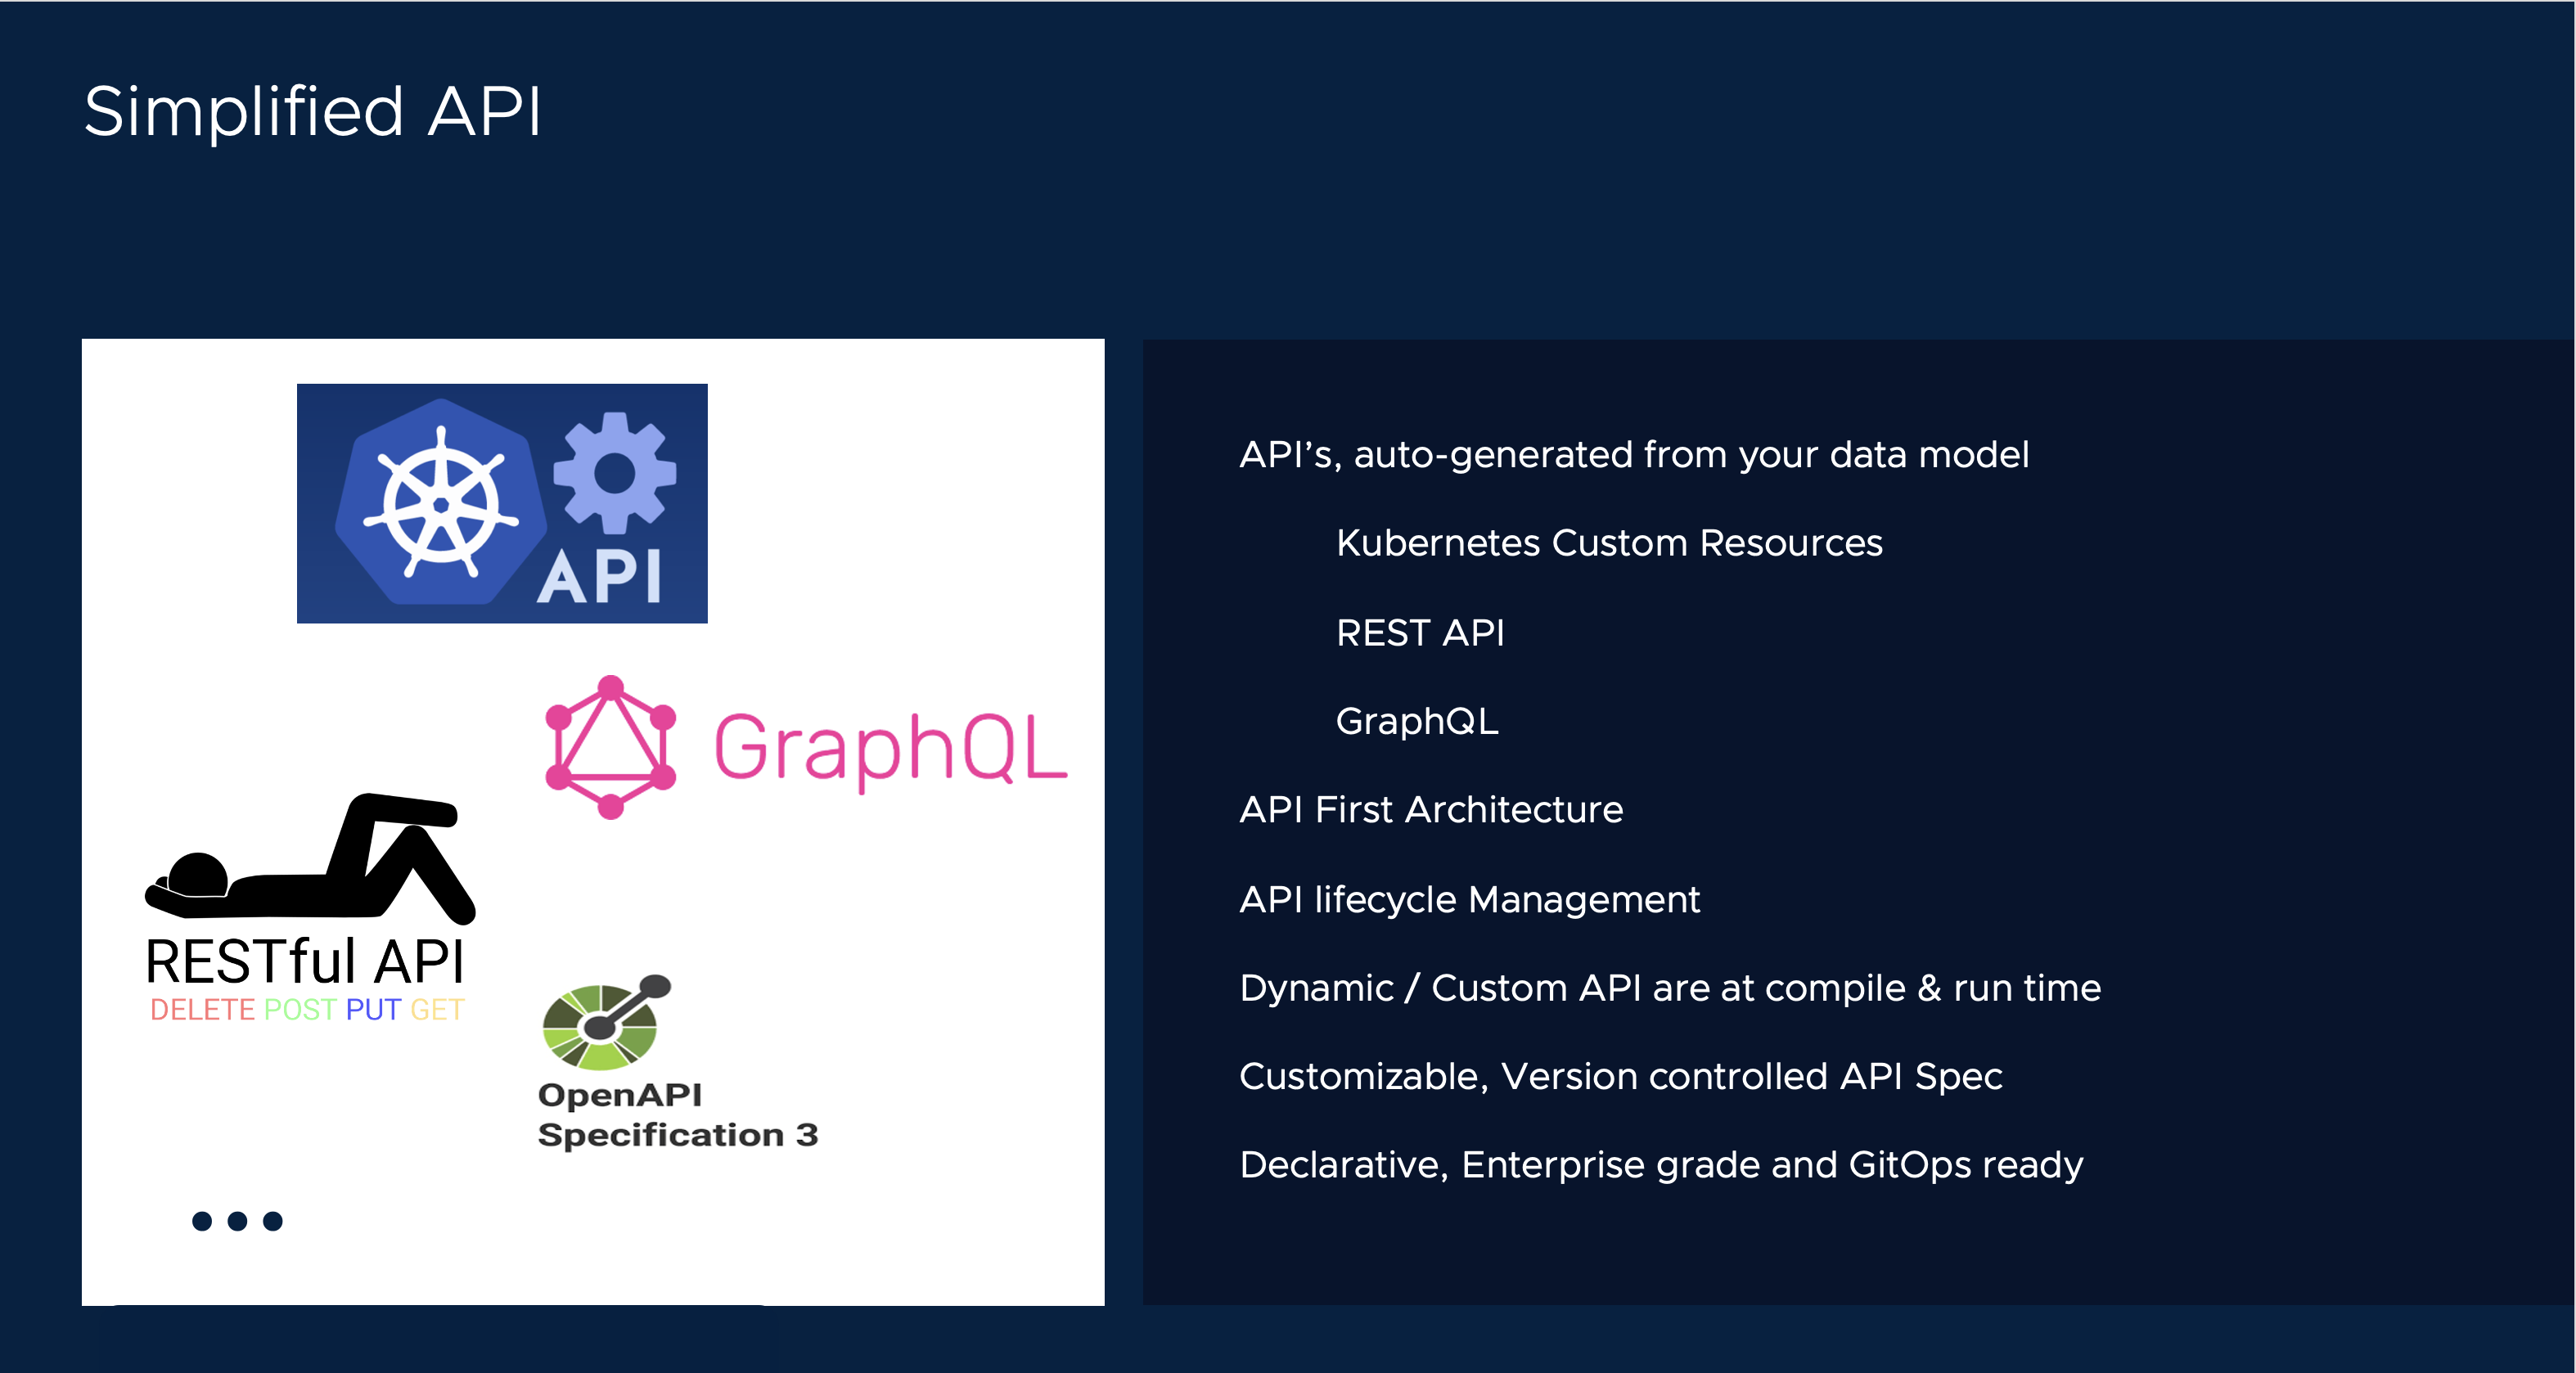 Simplified API
API
GraphQL
RESTful API
DELETE POST PUT GET
OpenAPI
Specification 3
API’s, auto-generated from your data model
Kubernetes Custom Resources
REST API
GraphQL
API First Architecture
API lifecycle Management
Dynamic / Custom API are at compile & run time
Customizable, Version controlled API Spec
Declarative, Enterprise grade and GitOps ready